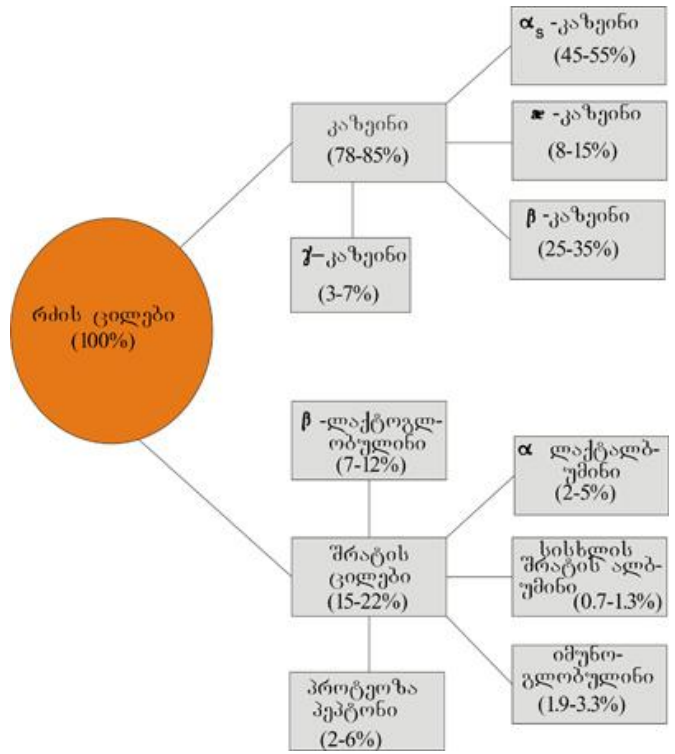 რძის ცილები
(100%)
კაზეინი
(78-85%)
αs -კაზეინი
(45-55%)
æ -კაზეინი
(8-15%)
β -კაზეინი
(25-35%)
γ–კაზეინი
(3-7%)
შრატის
ცილები
(15-22%)
β -ლაქტოგლ-
ობულინი
(7-12%)
α ლაქტალბ-
უმინი
(2-5%)
სისხლის
შრატის ალბ-
უმინი (0.7-1.3%)
იმუნო-
გლობულინი
(1.9-3.3%)
პროტეოზა
პეპტონი
(2-6%)